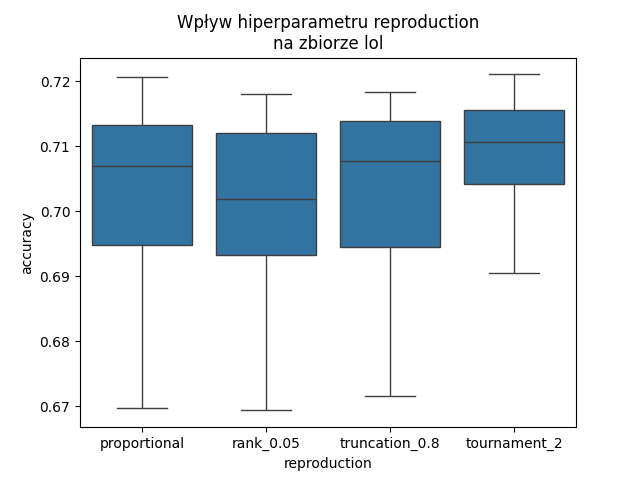 Wpływ hiperparametru reproduction
na zbiorze lol
0.72
0.71
0.70
0.69
0.68
0.67
accuracy
proportional
rank_0.05
truncation_0.8
tournament_2
reproduction